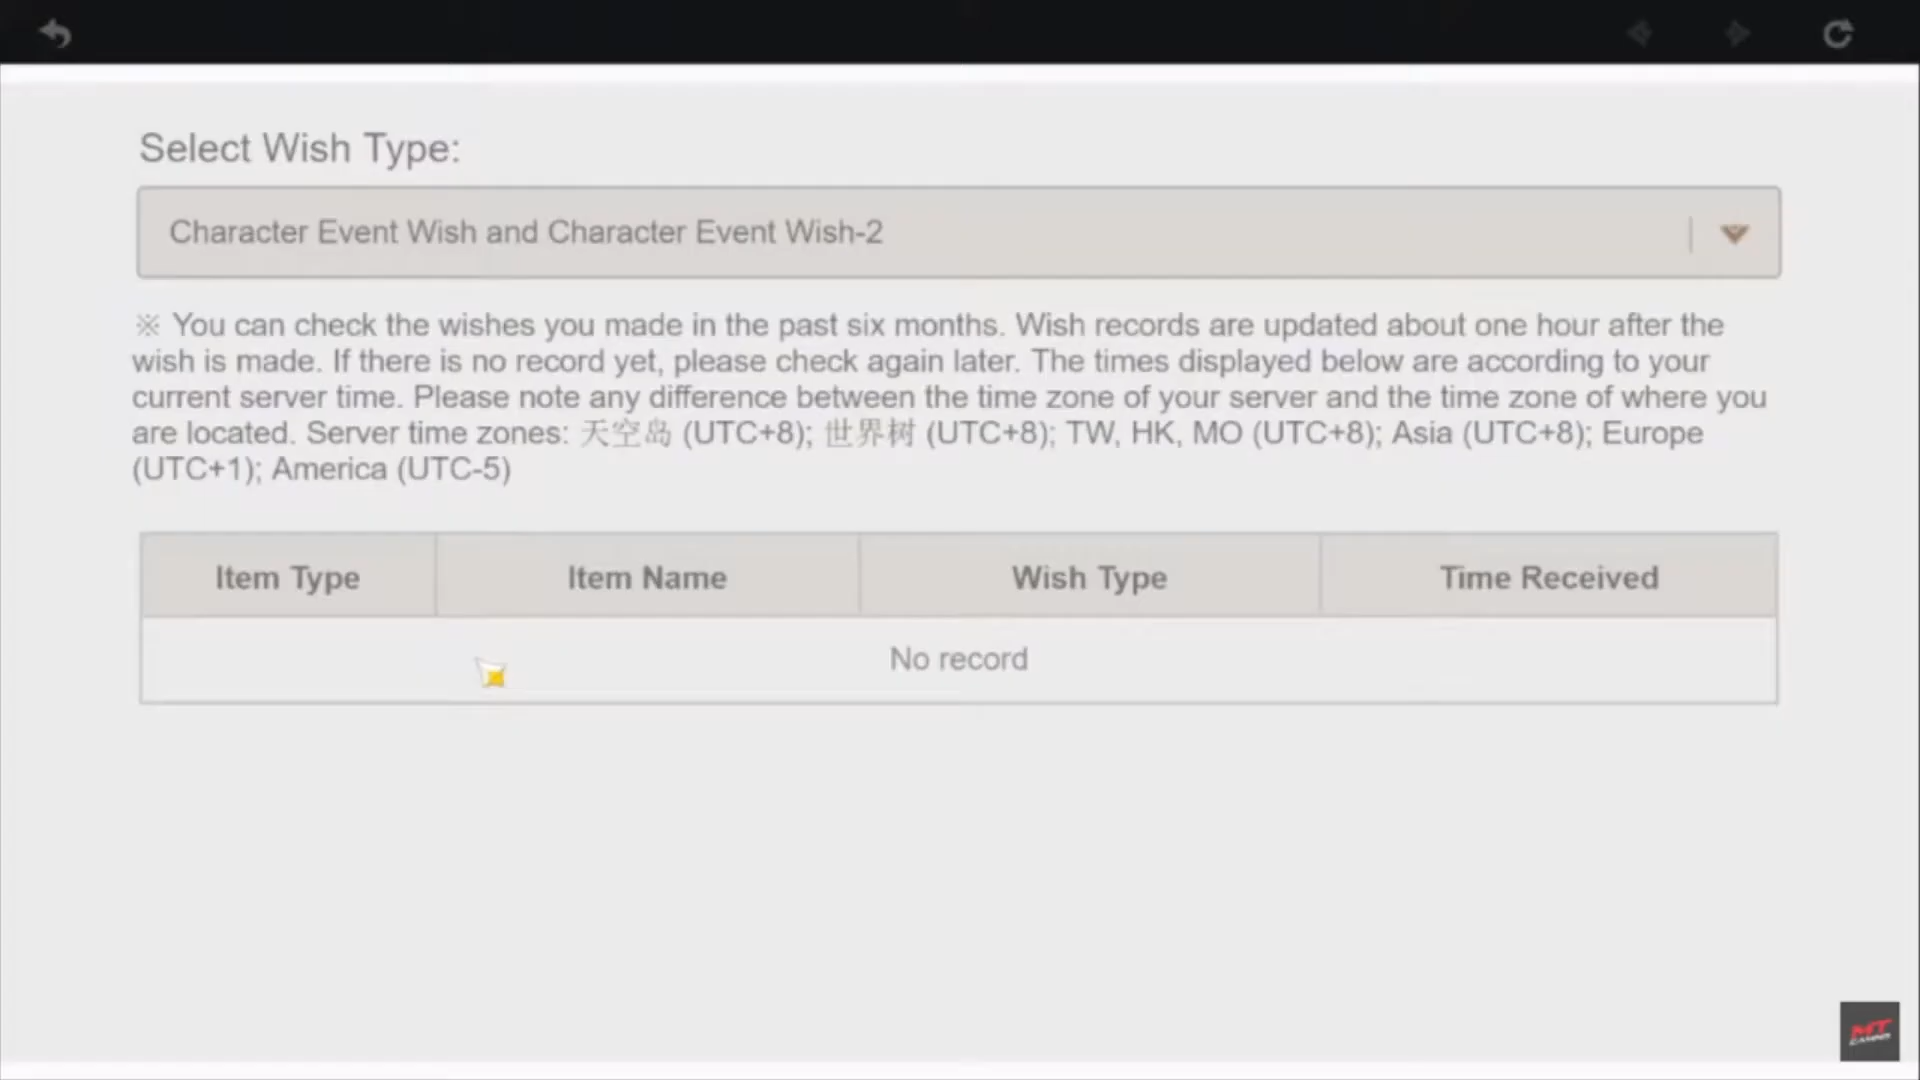 Select Wish Type:
Character Event Wish and Character Event Wish-2
※ You can check the wishes you made in the past six months. Wish records are updated about one hour after the
wish is made. If there is no record yet, please check again later. The times displayed below are according to your
current server time. Please note any difference between the time zone of your server and the time zone of where you
are located. Server time zones: 天空岛 (UTC+8); 世界树 (UTC+8); TW, HK, MO (UTC+8); Asia (UTC+8); Europe
(UTC+1); America (UTC-5)
Item Type
Item Name
Wish Type
Time Received
No record
MT